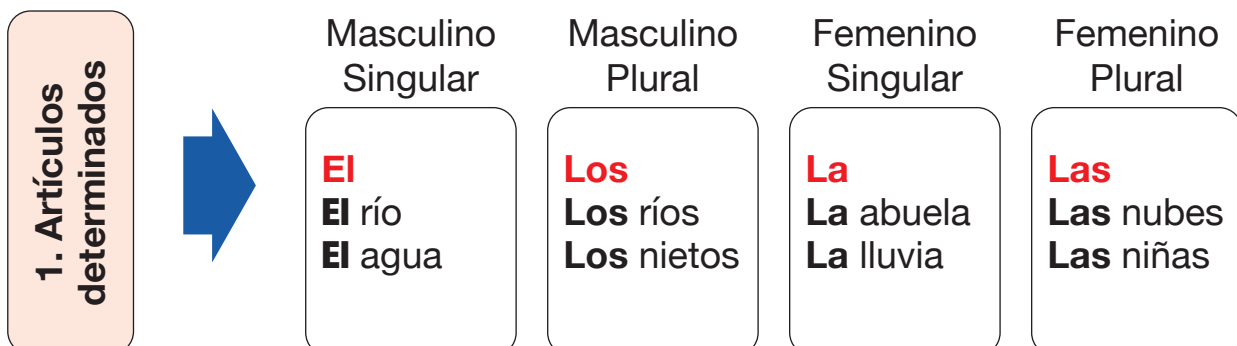 1. Artículos
determinados
Masculino
Singular
El
El río
El agua
Masculino
Plural
Los
Los ríos
Los nietos
Femenino
Singular
La
La abuela
La lluvia
Femenino
Plural
Las
Las nubes
Las niñas